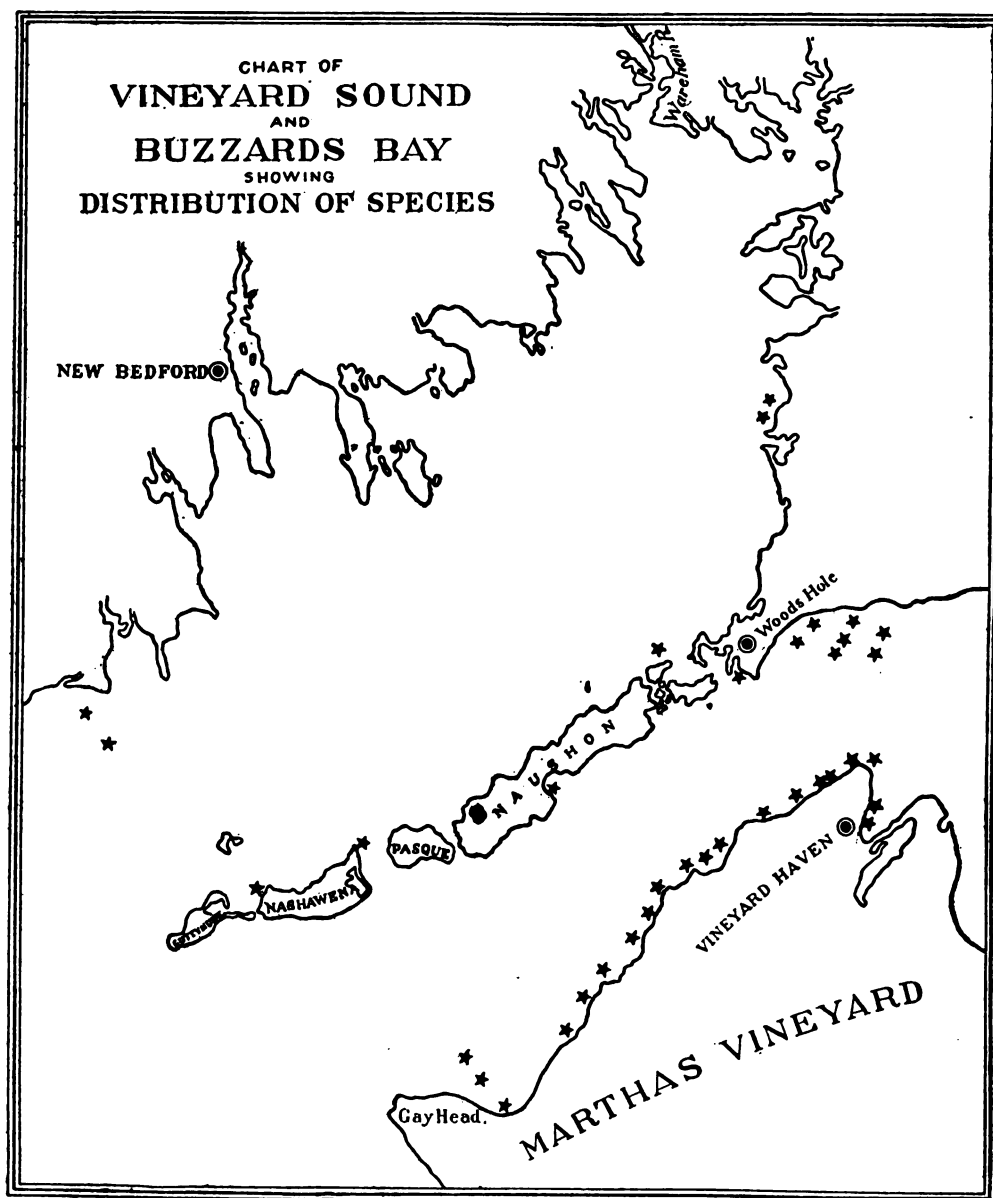 CHART OF
VINEYARD SOUND
AND
BUZZARDS BAY
SHOWING
DISTRIBUTION OF SPECIES
Wareham R.
NEW BEDFORD
Woods Hole
NAUSHON
PASQUE
NASHAWENA
VINEYARD HAVEN
MARTHAS VINEYARD
Gay Head.